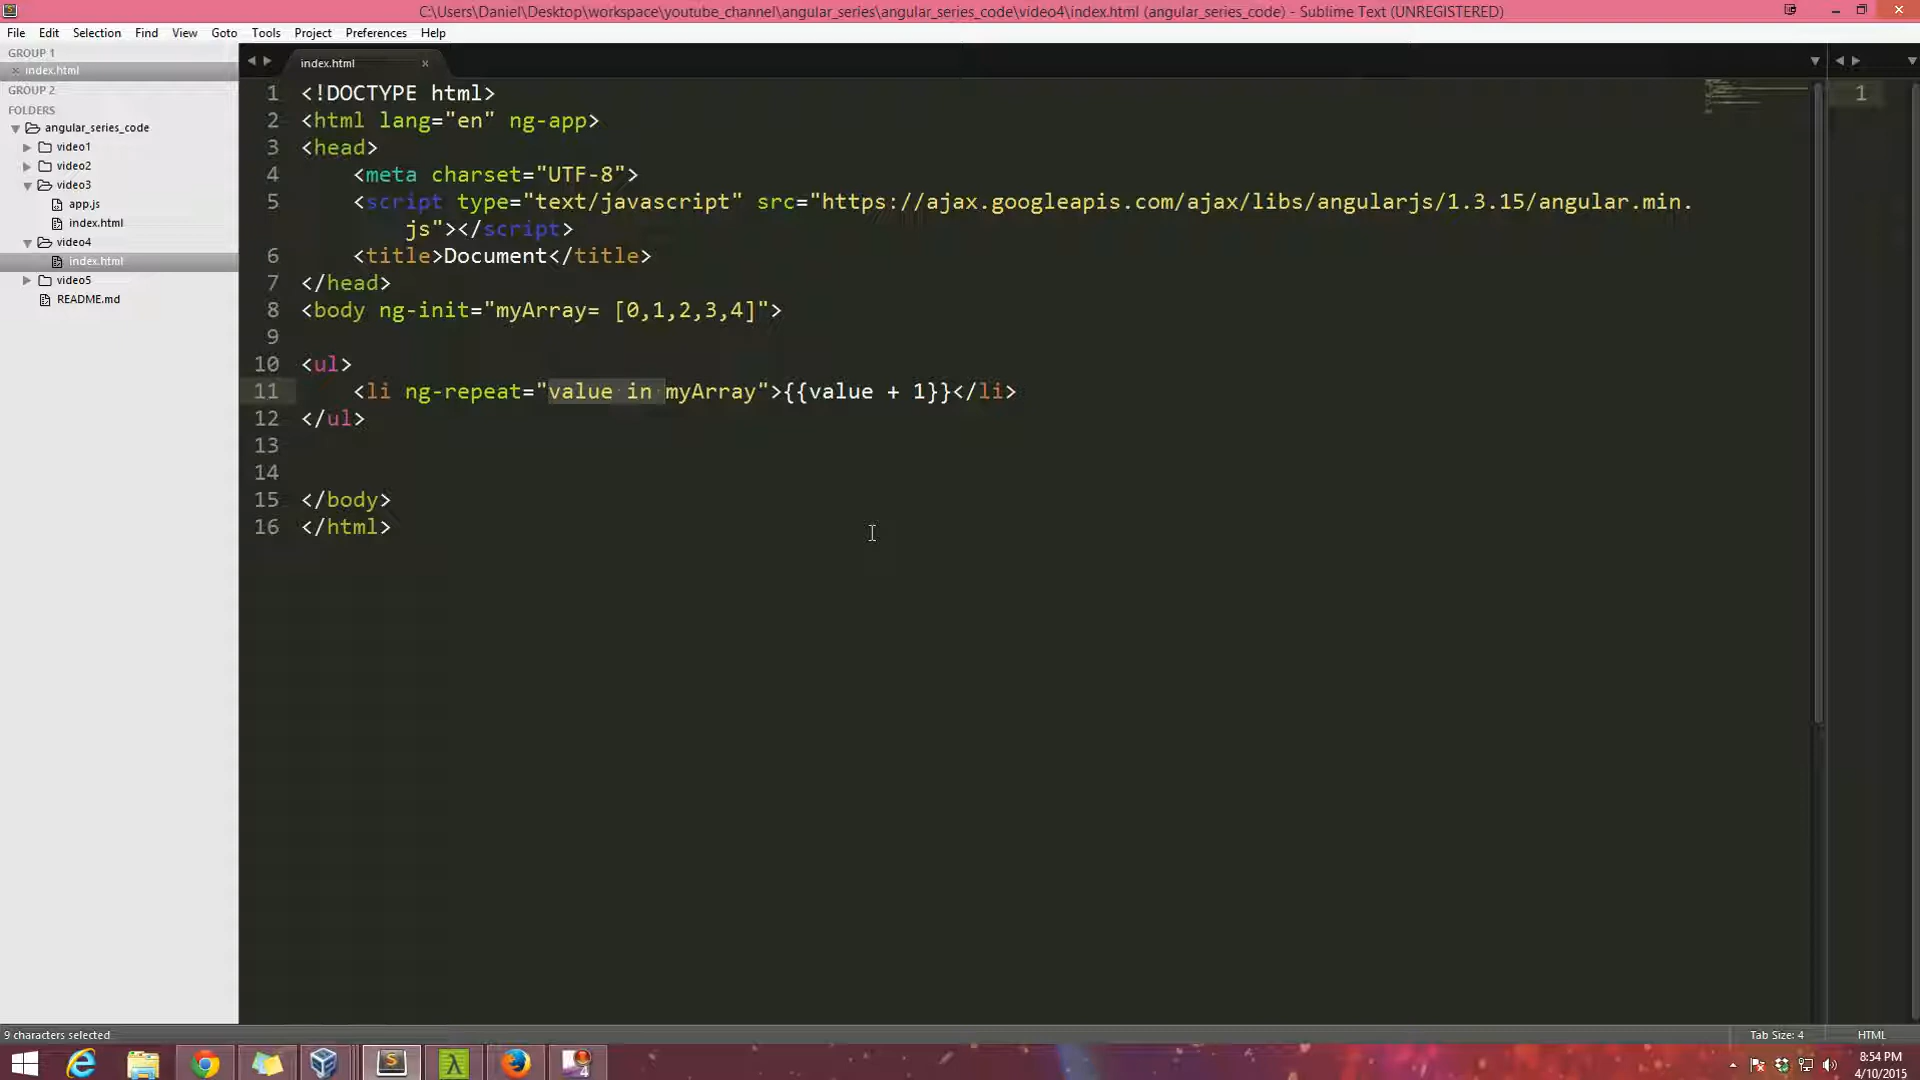 C:\Users\Daniel\Desktop\workspace\youtube_channel\angular_series\angular_series_code\video4\index.html (angular_series_code) - Sublime Text (UNREGISTERED)
File Edit Selection Find View Goto Tools Project Preferences Help
GROUP 1
index.html
GROUP 2
FOLDERS
angular_series_code
video1
video2
video3
app.js
index.html
video4
index.html
video5
README.md
index.html
1 <!DOCTYPE html>
2 <html lang="en" ng-app>
3 <head>
4 <meta charset="UTF-8">
5 <script type="text/javascript" src="https://ajax.googleapis.com/ajax/libs/angularjs/1.3.15/angular.min.
js"></script>
6 <title>Document</title>
7 </head>
8 <body ng-init="myArray= [0,1,2,3,4]">
9
10 <ul>
11 <li ng-repeat="value in myArray">{{value + 1}}</li>
12 </ul>
13
14
15 </body>
16 </html>
1
9 characters selected
Tab Size: 4
HTML
8:54 PM
4/10/2015